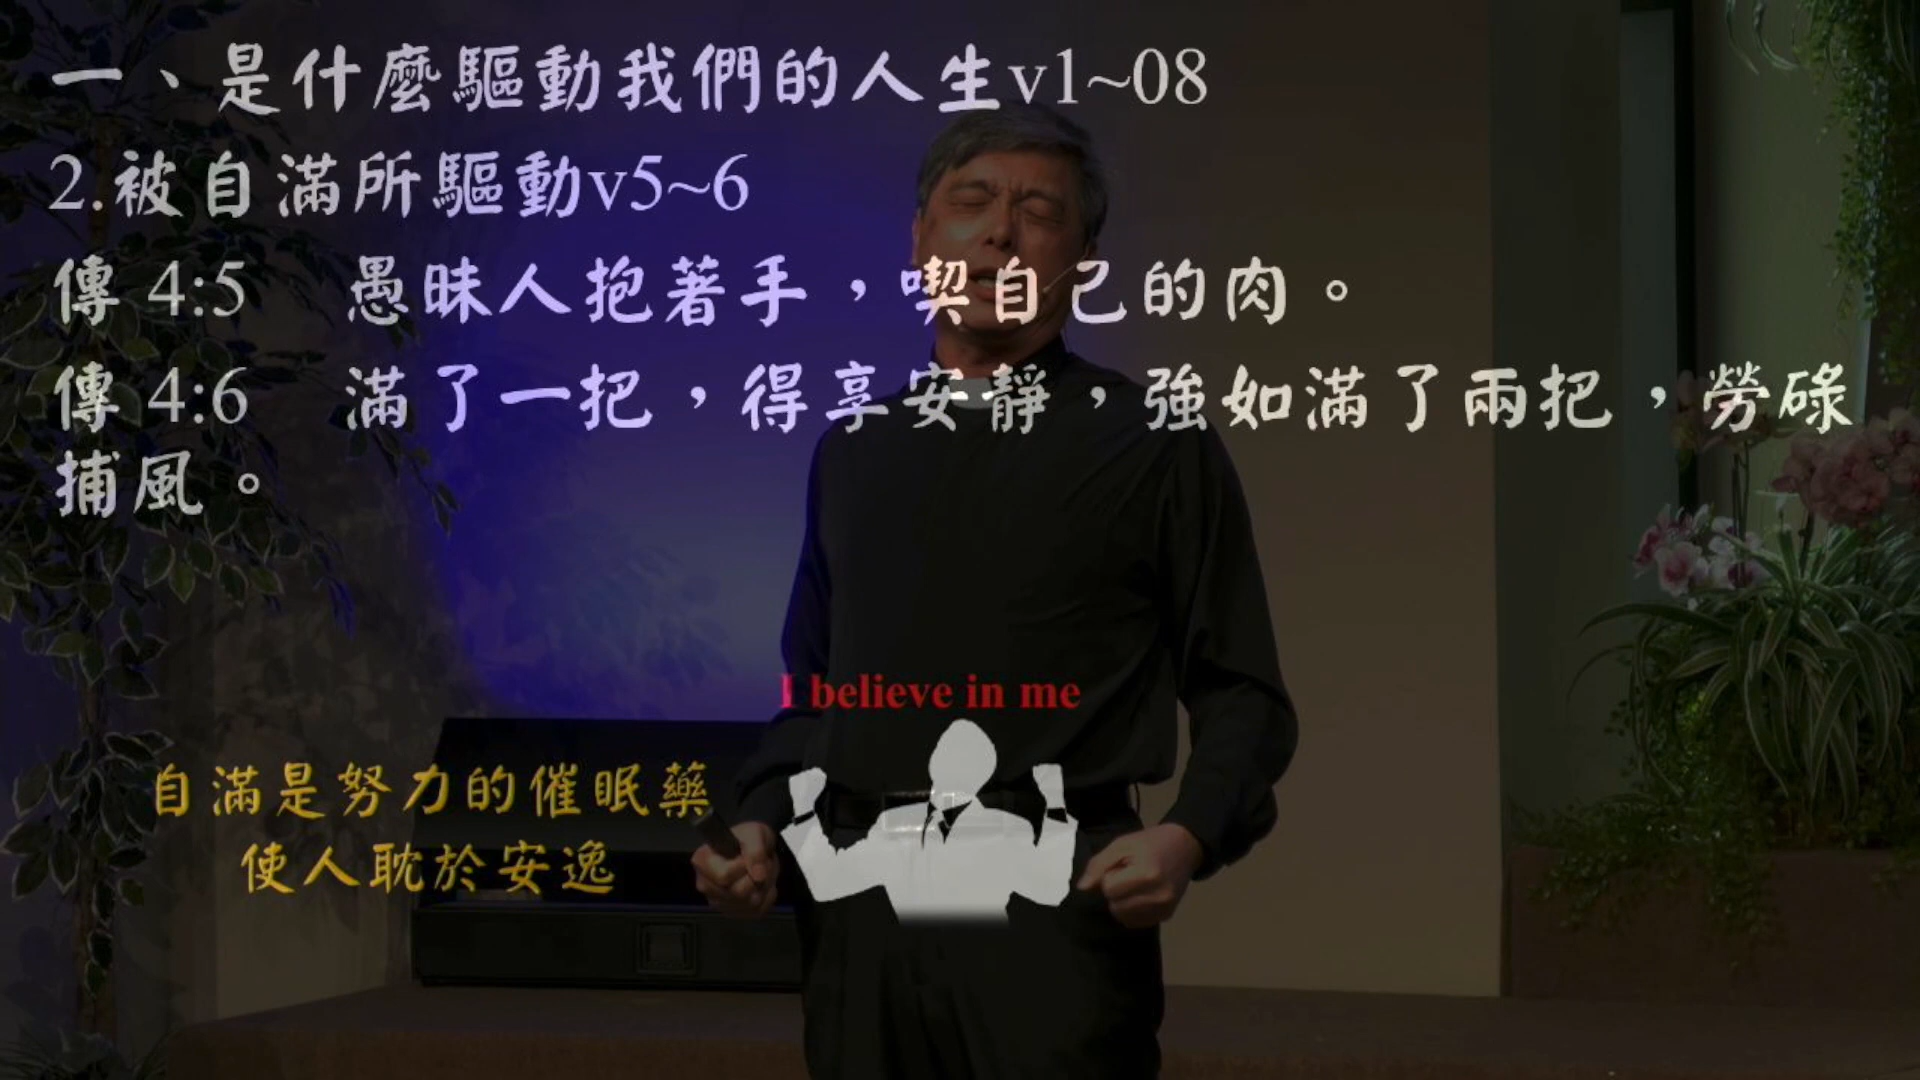 一、是什麼驅動我們的人生v1~08
2.被自滿所驅動v5~6
傳 4:5 愚昧人抱著手，喫自己的肉。
傳 4:6 滿了一把，得享安靜，強如滿了兩把，勞碌
捕風。
I believe in me
自滿是努力的催眠藥
使人耽於安逸